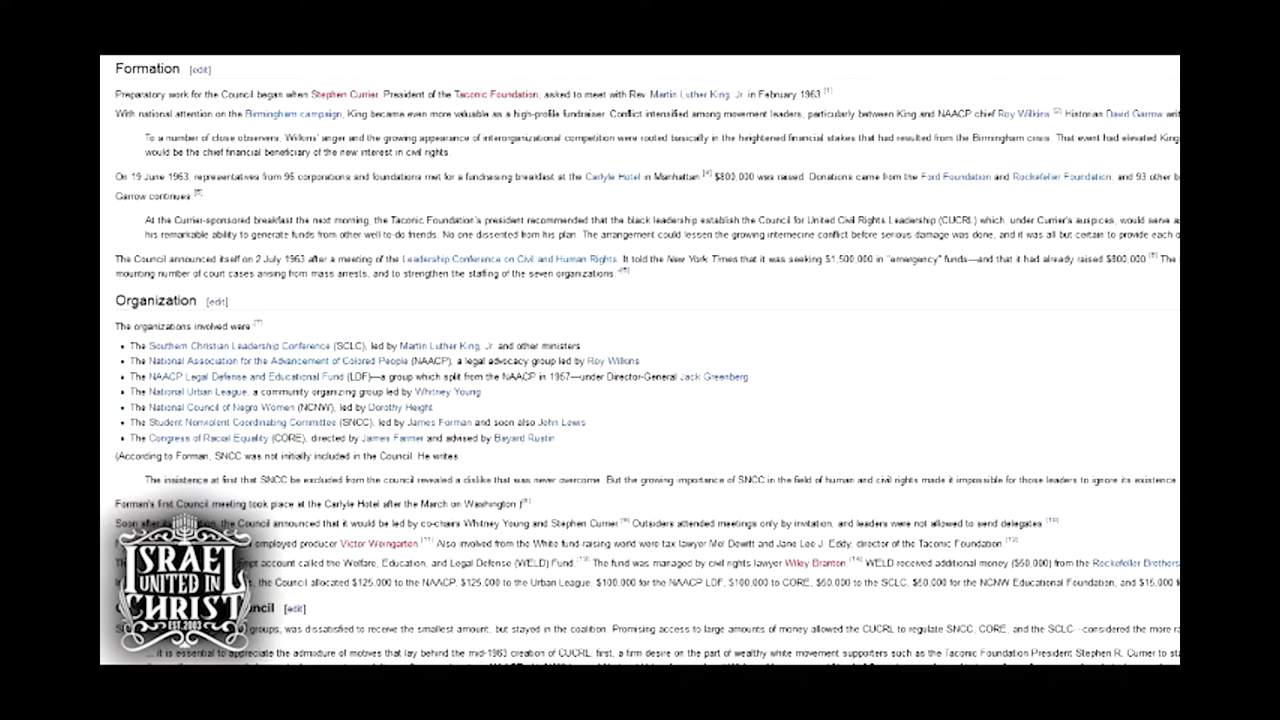 Formation [edit]
Preparatory work for the Council began when Stephen Currier, President of the Taconic Foundation, asked to meet with Rev. Martin Luther King, Jr. in February 1963.[1]
With national attention on the Birmingham campaign, King became even more valuable as a high-profile fundraiser. Conflict intensified among movement leaders, particularly between King and NAACP chief Roy Wilkins.[2] Historian David Garrow writ
To a number of close observers, Wilkins' anger and the growing appearance of interorganizational competition were rooted basically in the heightened financial stakes that had resulted from the Birmingham crisis. That event had elevated King
would be the chief financial beneficiary of the new interest in civil rights.
On 19 June 1963, representatives from 96 corporations and foundations met for a fundraising breakfast at the Carlyle Hotel in Manhattan.[4] $800,000 was raised. Donations came from the Ford Foundation and Rockefeller Foundation, and 93 other b
Garrow continues:[5]
At the Currier-sponsored breakfast the next morning, the Taconic Foundation's president recommended that the black leadership establish the Council for United Civil Rights Leadership (CUCRL) which, under Currier's auspices, would serve a
his remarkable ability to generate funds from other well-to-do friends. No one dissented from his plan. The arrangement could lessen the growing internecine conflict before serious damage was done, and it was all but certain to provide each o
The Council announced itself on 2 July 1963 after a meeting of the Leadership Conference on Civil and Human Rights. It told the New York Times that it was seeking $1,500,000 in "emergency" funds—and that it had already raised $800,000. The
mounting number of court cases arising from mass arrests, and to strengthen the staffing of the seven organizations."
Organization [edit]
The organizations involved were:[7]
• The Southern Christian Leadership Conference (SCLC), led by Martin Luther King, Jr. and other ministers
• The National Association for the Advancement of Colored People (NAACP), a legal advocacy group led by Roy Wilkins
• The NAACP Legal Defense and Educational Fund (LDF)—a group which split from the NAACP in 1957—under Director-General Jack Greenberg
• The National Urban League, a community organizing group led by Whitney Young
• The National Council of Negro Women (NCNW), led by Dorothy Height
• The Student Nonviolent Coordinating Committee (SNCC), led by James Forman and soon also John Lewis
• The Congress of Racial Equality (CORE), directed by James Farmer and advised by Bayard Rustin
(According to Forman, SNCC was not initially included in the Council. He writes:
The insistence at first that SNCC be excluded from the council revealed a dislike that was never overcome. But the growing importance of SNCC in the field of human and civil rights made it impossible for those leaders to ignore its existence
Forman's first Council meeting took place at the Carlyle Hotel after the March on Washington.)[8]
Soon after the Council announced that it would be led by co-chairs Whitney Young and Stephen Currier.[9] Outsiders attended meetings only by invitation, and leaders were not allowed to send delegates.[10]
employed producer Victor Weingarten.[11] Also involved from the White fund-raising world were tax lawyer Mel Dewitt and Jane Lee J. Eddy, director of the Taconic Foundation.[12]
account called the Welfare, Education, and Legal Defense (WELD) Fund.[13] The fund was managed by civil rights lawyer Wiley Branton.[14] WELD received additional money ($50,000) from the Rockefeller Brothers
the Council allocated $125,000 to the NAACP, $125,000 to the Urban League, $100,000 for the NAACP LDF, $100,000 to CORE, $50,000 to the SCLC, $50,000 for the NCNW Educational Foundation, and $15,000 f
uncil [edit]
groups, was dissatisfied to receive the smallest amount, but stayed in the coalition. Promising access to large amounts of money allowed the CUCRL to regulate SNCC, CORE, and the SCLC—considered the more ra
... it is essential to appreciate the admixture of motives that lay behind the mid-1963 creation of CUCRL: first, a firm desire on the part of wealthy white movement supporters such as the Taconic Foundation President Stephen R. Currier to sta
ISRAEL
UNITED IN
CHRIST
EST. 2003